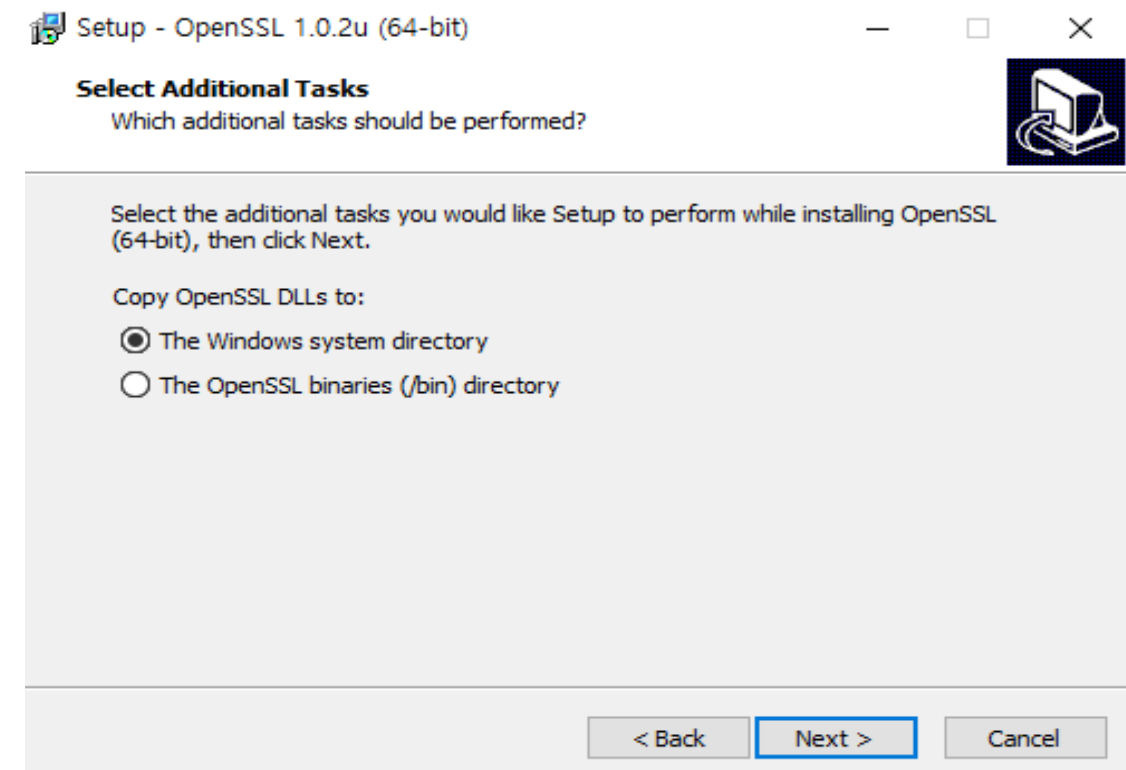 Setup - OpenSSL 1.0.2u (64-bit)
Select Additional Tasks
Which additional tasks should be performed?
Select the additional tasks you would like Setup to perform while installing OpenSSL
(64-bit), then click Next.
Copy OpenSSL DLLs to:
The Windows system directory
The OpenSSL binaries (/bin) directory
< Back
Next >
Cancel